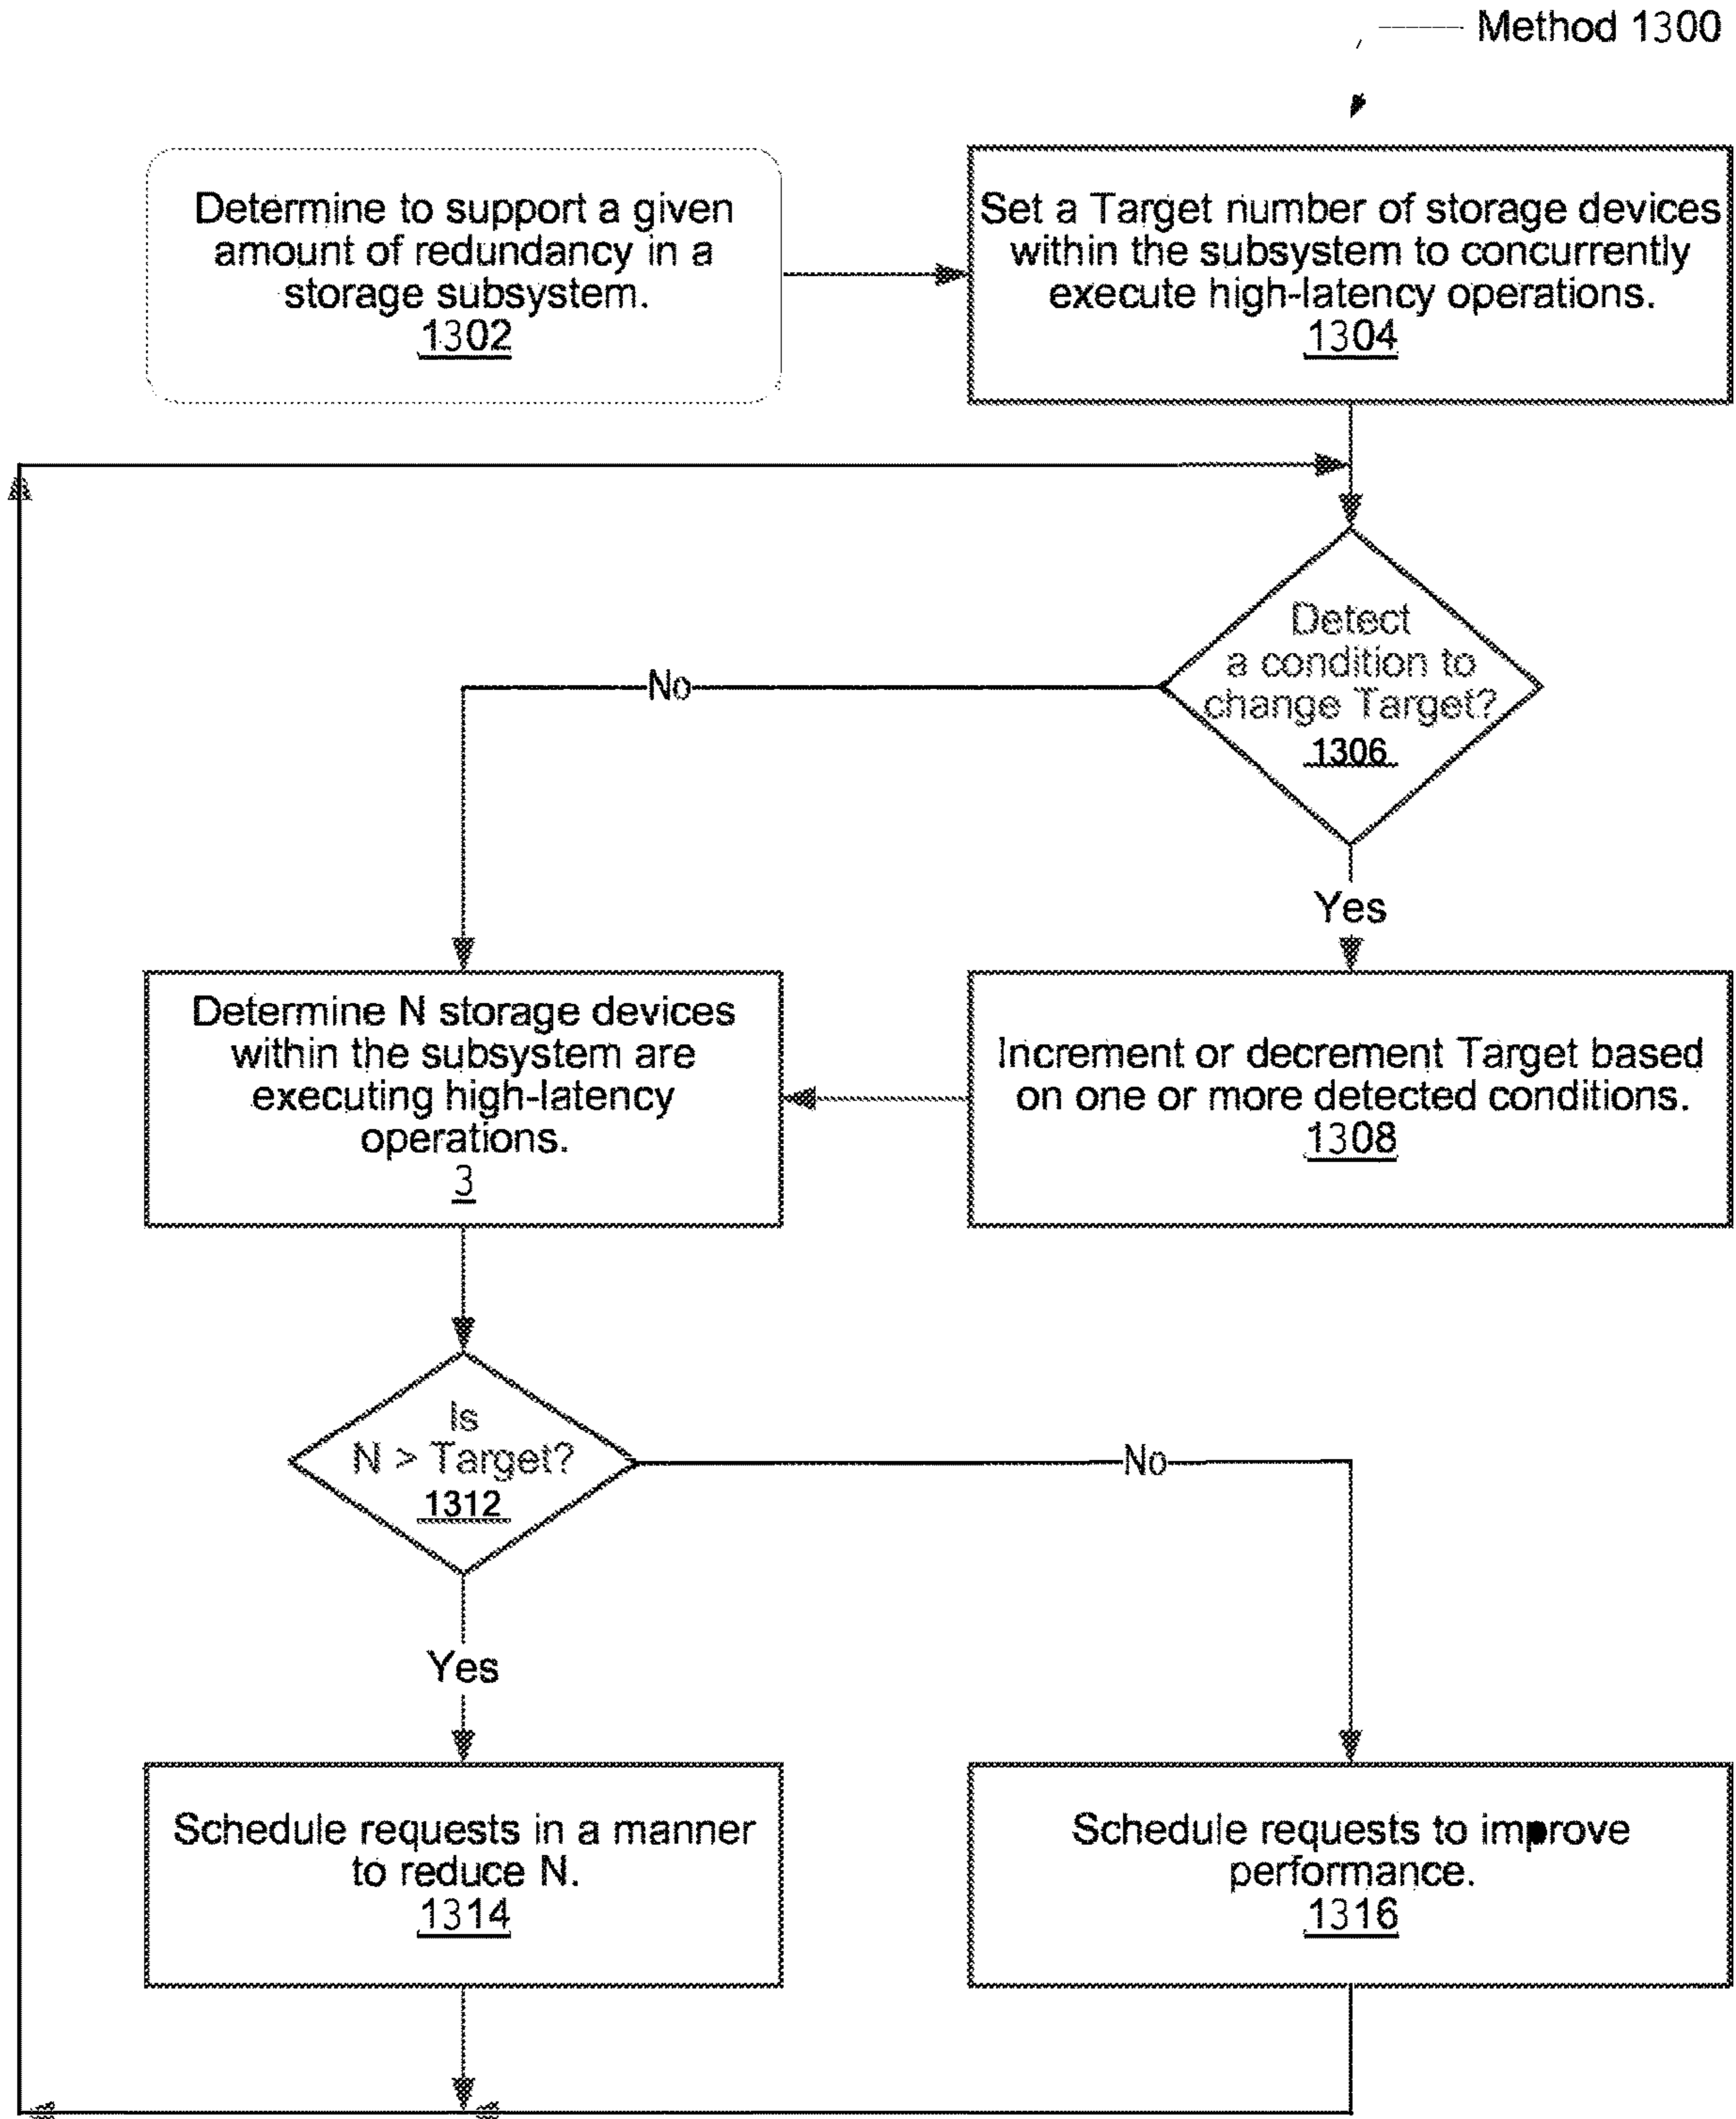 Method 1300
Determine to support a given
amount of redundancy in a
storage subsystem.
1302
Set a Target number of storage devices
within the subsystem to concurrently
execute high-latency operations.
1304
Detect
a condition to
change Target?
1306
No
Yes
Determine N storage devices
within the subsystem are
executing high-latency
operations.
3
Increment or decrement Target based
on one or more detected conditions.
1308
Is
N > Target?
1312
No
Yes
Schedule requests in a manner
to reduce N.
1314
Schedule requests to improve
performance.
1316